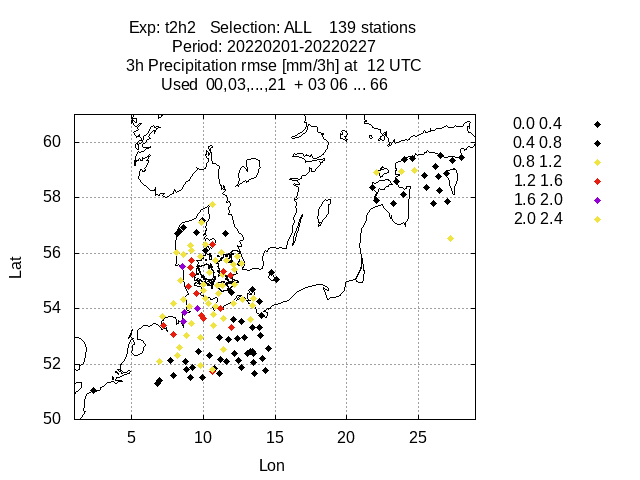 Exp: t2h2   Selection: ALL    139 stations
Period: 20220201-20220227
3h Precipitation rmse [mm/3h] at  12 UTC
Used  00,03,...,21  + 03 06 ... 66
0.0 0.4
0.4 0.8
0.8 1.2
1.2 1.6
1.6 2.0
2.0 2.4
60
58
56
54
52
50
Lat
5 10 15 20 25
Lon